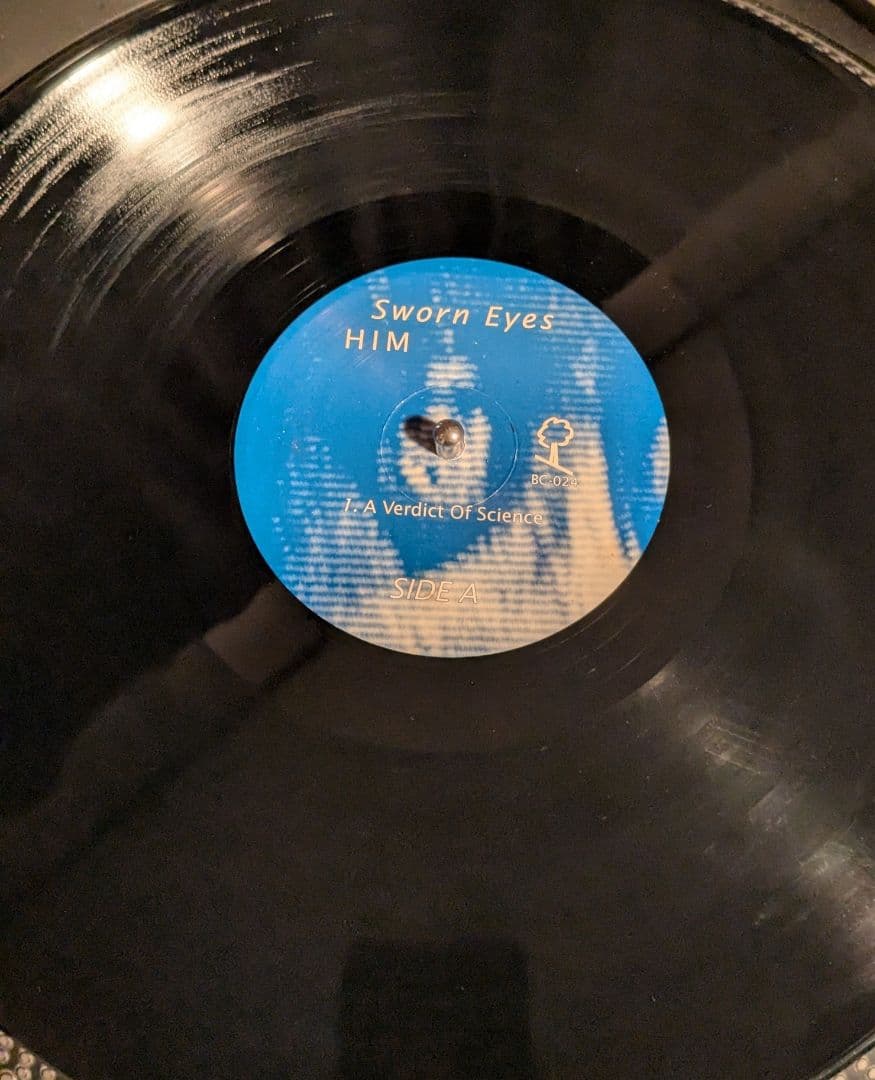 Sworn Eyes
HIM
BC-024
1. A Verdict Of Science
SIDE A